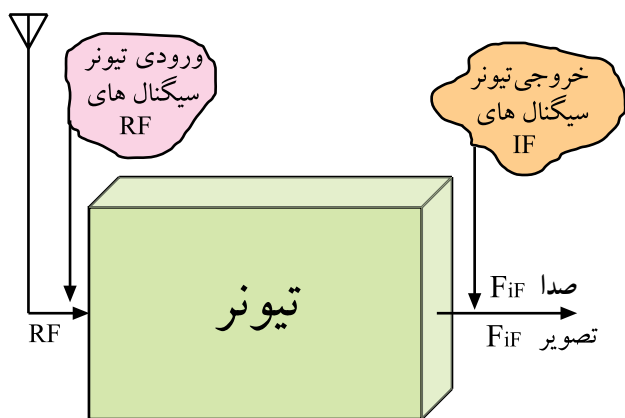 ورودی تیونر
سیگنال های
RF
خروجی تیونر
سیگنال های
IF
تیونر
RF
صدا FiF
تصویر FiF